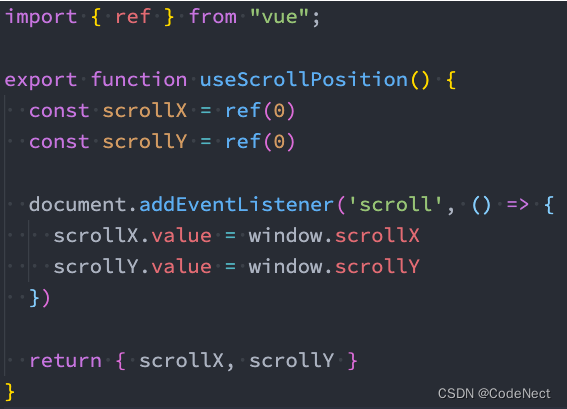 import { ref } from "vue";
export function useScrollPosition() {
  const scrollX = ref(0)
  const scrollY = ref(0)
  document.addEventListener('scroll', () => {
    scrollX.value = window.scrollX
    scrollY.value = window.scrollY
  })
  return { scrollX, scrollY }
}
CSDN @CodeNect